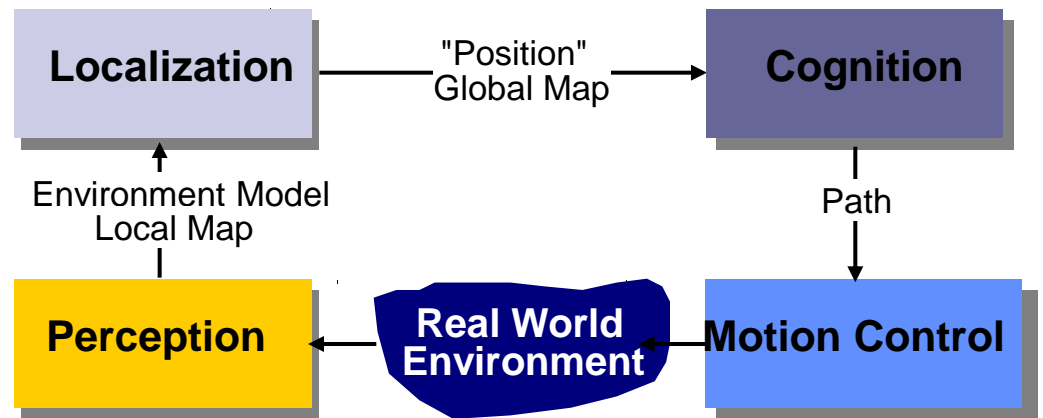 Localization
"Position"
Global Map
Cognition
Environment Model
Local Map
Path
Perception
Real World
Environment
Motion Control